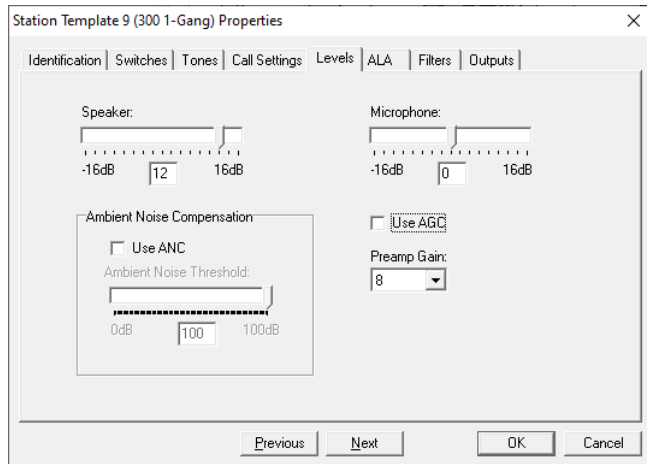 Station Template 9 (300 1-Gang) Properties
Identification Switches Tones Call Settings Levels ALA Filters Outputs
Speaker:
-16dB 12 16dB
Microphone:
-16dB 0 16dB
Ambient Noise Compensation
Use ANC
Ambient Noise Threshold:
0dB 100 100dB
Use AGC
Preamp Gain:
8
Previous Next OK Cancel